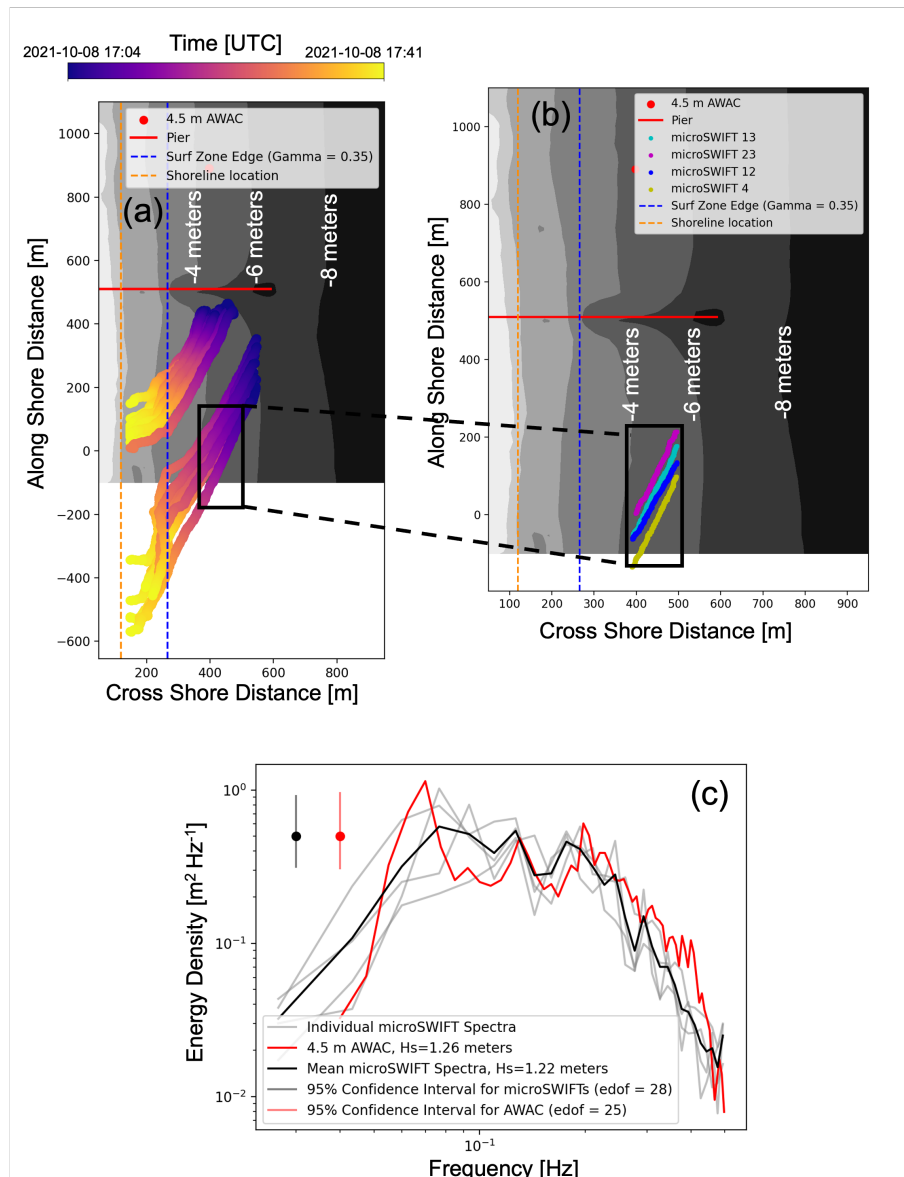 Time [UTC]
2021-10-08 17:04
2021-10-08 17:41
(a)
4.5 m AWAC
Pier
Surf Zone Edge (Gamma = 0.35)
Shoreline location
-4 meters
-6 meters
-8 meters
1000
800
600
400
200
0
−200
−400
−600
Along Shore Distance [m]
200
400
600
800
Cross Shore Distance [m]
(b)
4.5 m AWAC
Pier
microSWIFT 13
microSWIFT 23
microSWIFT 12
microSWIFT 4
Surf Zone Edge (Gamma = 0.35)
Shoreline location
-4 meters
-6 meters
-8 meters
1000
800
600
400
200
0
Along Shore Distance [m]
100
200
300
400
500
600
700
800
900
Cross Shore Distance [m]
(c)
10⁰
10⁻¹
10⁻²
Energy Density [m² Hz⁻¹]
Individual microSWIFT Spectra
4.5 m AWAC, Hs=1.26 meters
Mean microSWIFT Spectra, Hs=1.22 meters
95% Confidence Interval for microSWIFTs (edof = 28)
95% Confidence Interval for AWAC (edof = 25)
10⁻¹
Frequency [Hz]